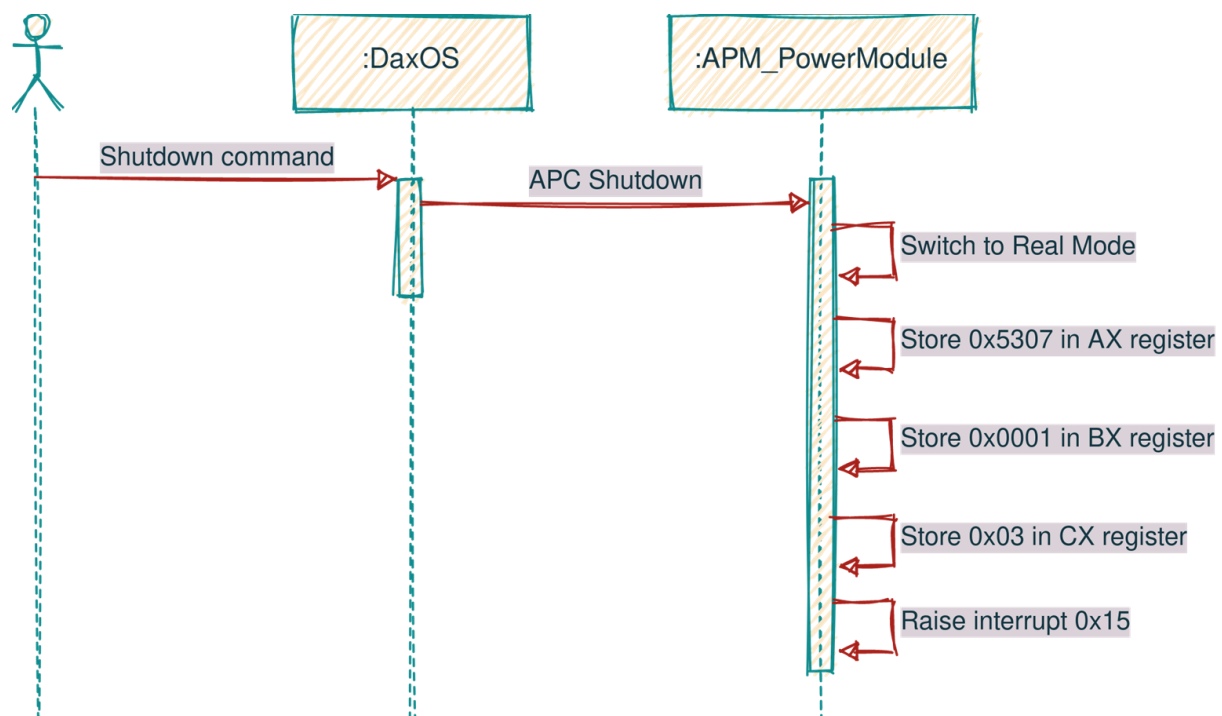 :DaxOS
:APM_PowerModule
Shutdown command
APC Shutdown
Switch to Real Mode
Store 0x5307 in AX register
Store 0x0001 in BX register
Store 0x03 in CX register
Raise interrupt 0x15